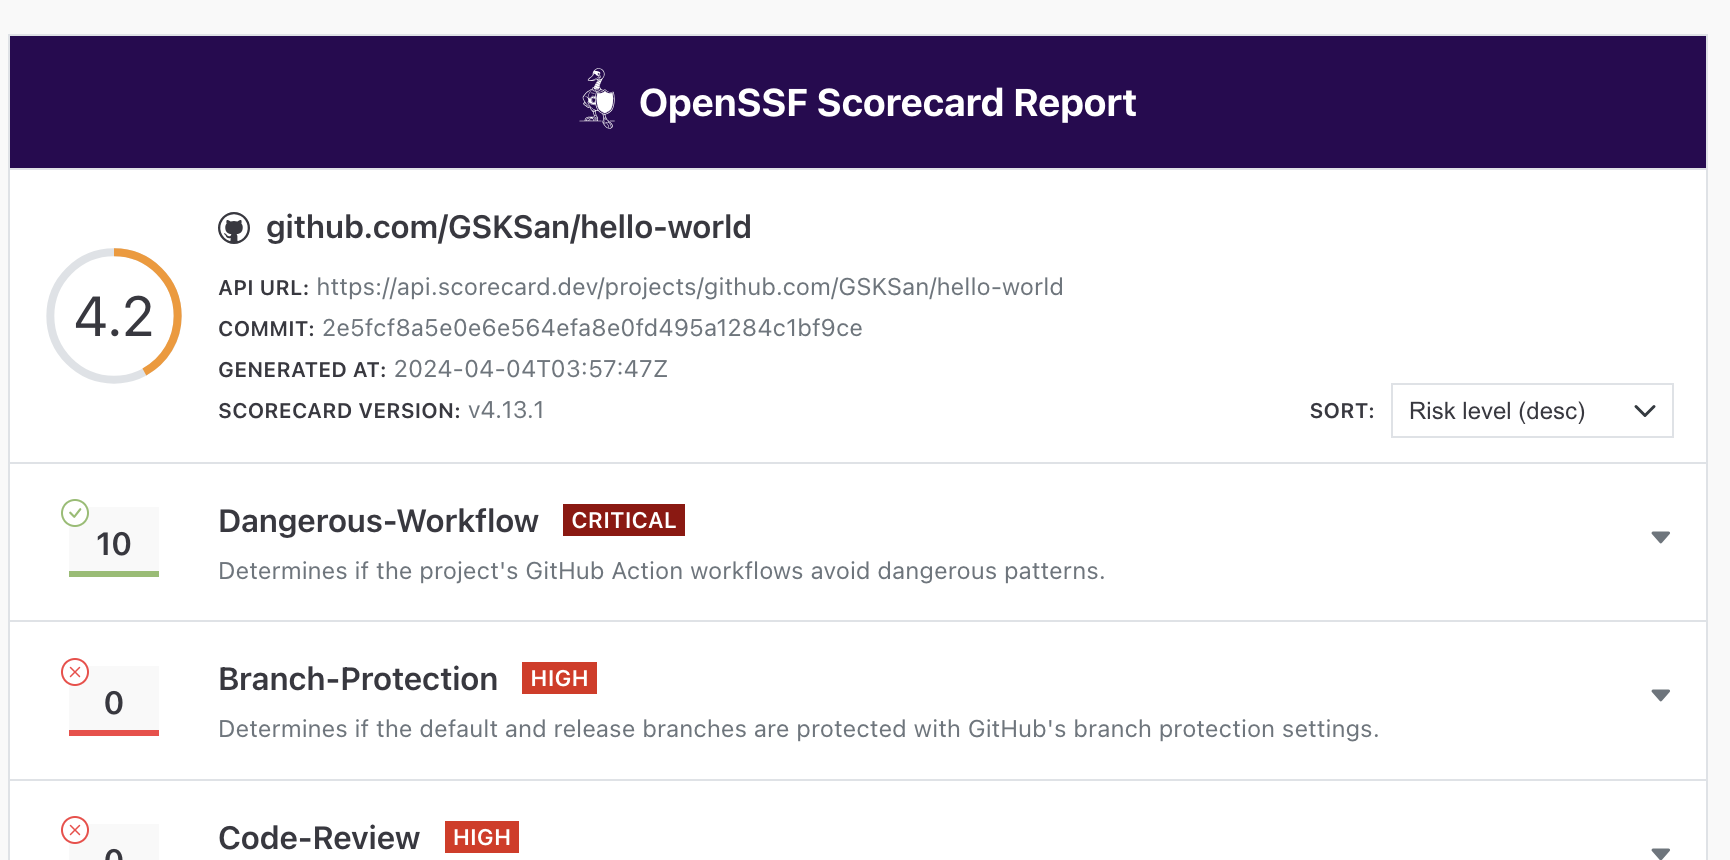 OpenSSF Scorecard Report
github.com/GSKSan/hello-world
4.2
API URL: https://api.scorecard.dev/projects/github.com/GSKSan/hello-world
COMMIT: 2e5fcf8a5e0e6e564efa8e0fd495a1284c1bf9ce
GENERATED AT: 2024-04-04T03:57:47Z
SCORECARD VERSION: v4.13.1
SORT: Risk level (desc)
10
Dangerous-Workflow CRITICAL
Determines if the project's GitHub Action workflows avoid dangerous patterns.
0
Branch-Protection HIGH
Determines if the default and release branches are protected with GitHub's branch protection settings.
0
Code-Review HIGH